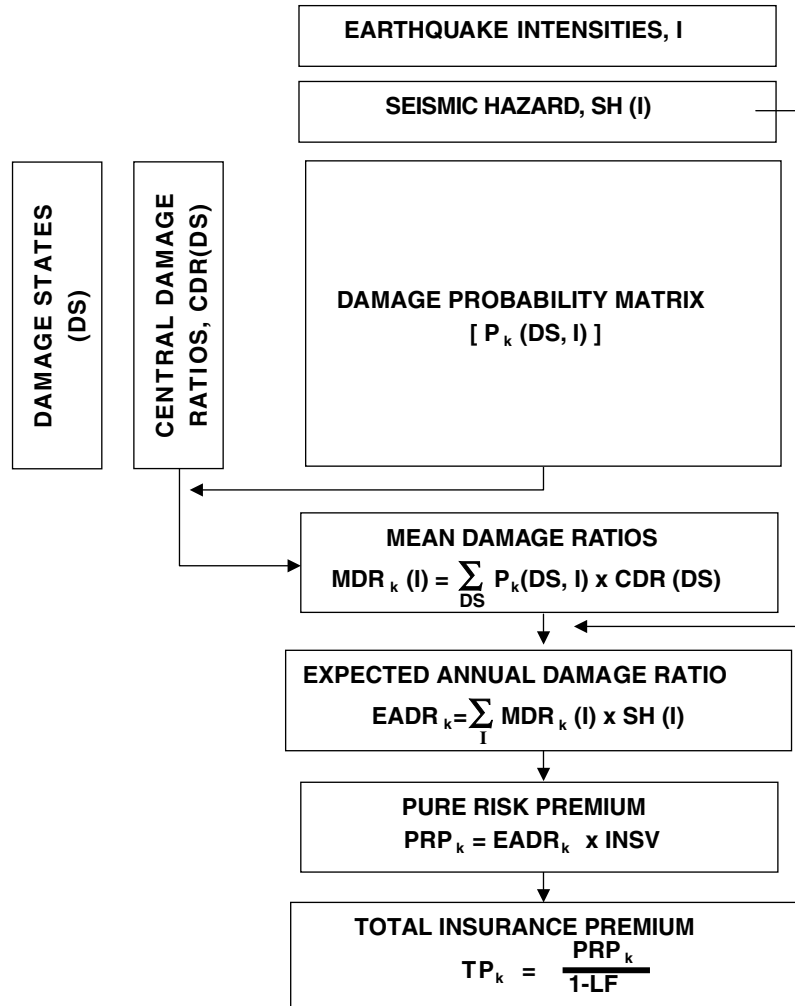 EARTHQUAKE INTENSITIES, I
SEISMIC HAZARD, SH (I)
DAMAGE STATES
(DS)
CENTRAL DAMAGE
RATIOS, CDR(DS)
DAMAGE PROBABILITY MATRIX
[ P k (DS, I) ]
MEAN DAMAGE RATIOS
MDR k (I) = ∑ P k(DS, I) x CDR (DS)
DS
EXPECTED ANNUAL DAMAGE RATIO
EADR k = ∑ MDR k (I) x SH (I)
I
PURE RISK PREMIUM
PRP k = EADR k x INSV
TOTAL INSURANCE PREMIUM
PRP k
TP k =
1-LF